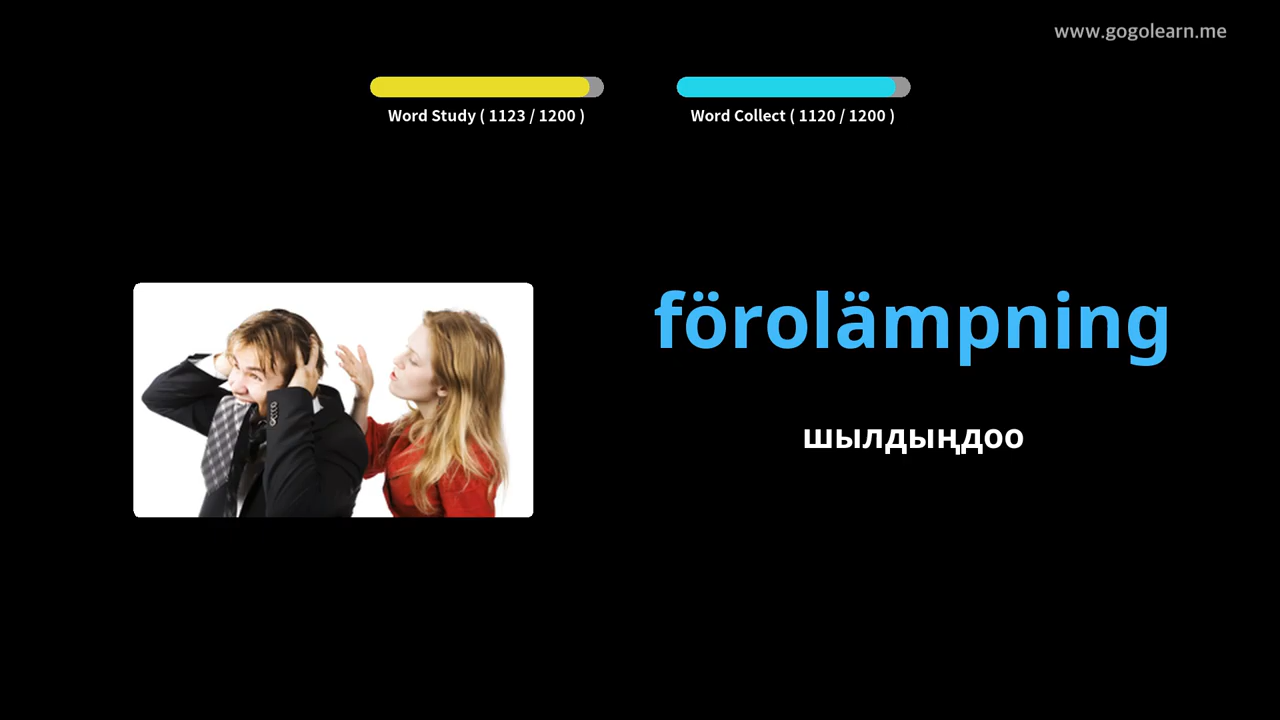 www.gogolearn.me
Word Study ( 1123 / 1200 )
Word Collect ( 1120 / 1200 )
förolämpning
шылдыңдоо